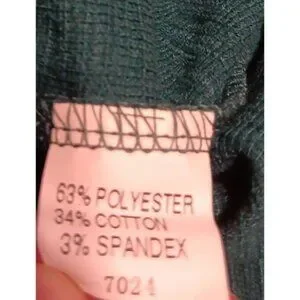 63% POLYESTER
34% COTTON
3% SPANDEX
7024